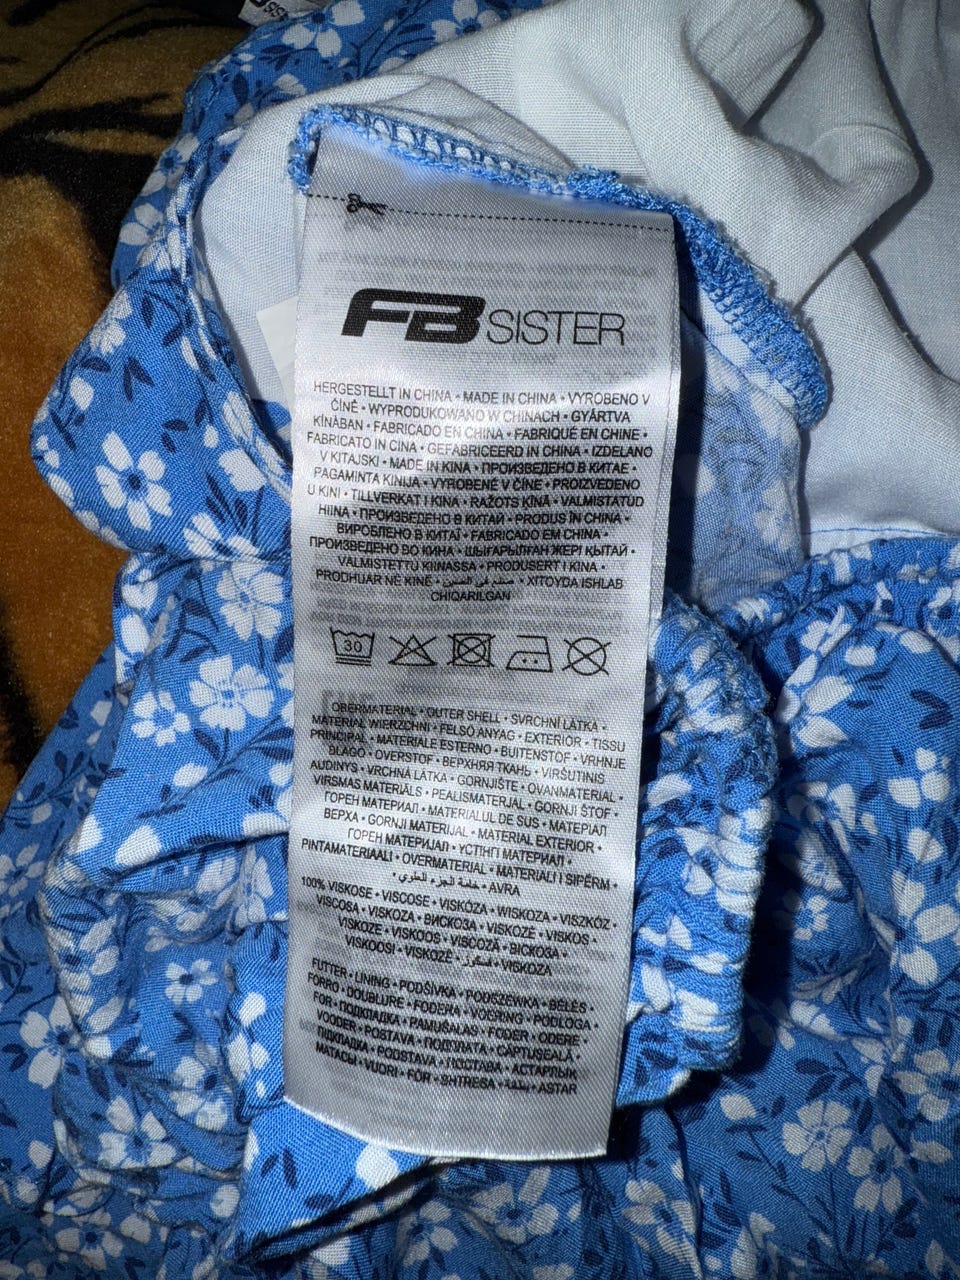 FB SISTER
HERGESTELLT IN CHINA • MADE IN CHINA • VYROBENO V
ČÍNĚ • WYPRODUKOWANO W CHINACH • GYÁRTVA
KÍNÁBAN • FABRICADO EN CHINA • FABRIQUÉ EN CHINE •
FABRICATO IN CINA • GEFABRICEERD IN CHINA • IZDELANO
V KITAJSKI • MADE IN KINA • ПРОИЗВЕДЕНО В КИТАЕ •
PAGAMINTA KINIJA • VYROBENÉ V ČÍNE • PROIZVEDENO
U KINI • TILLVERKAT I KINA • RAŽOTS ĶĪNĀ • VALMISTATUD
HIINA • ПРОИЗВЕДЕНО В КИТАЙ • PRODUS ÎN CHINA •
ВИРОБЛЕНО В КИТАЇ • FABRICADO EM CHINA •
ПРОИЗВЕДЕНО ВО КИНА • ШЫҒАРЫЛҒАН ЖЕРІ ҚЫТАЙ •
VALMISTETTU KIINASSA • PRODUSERT I KINA •
PRODHUAR NË KINË • صنع في الصين • XITOYDA ISHLAB
CHIQARILGAN
30
OBERMATERIAL • OUTER SHELL • SVRCHNÍ LÁTKA •
MATERIAŁ WIERZCHNI • FELSŐ ANYAG • EXTERIOR • TISSU
PRINCIPAL • MATERIALE ESTERNO • BUITENSTOF • VRHNJE
BLAGO • OVERSTOF • ВЕРХНЯЯ ТКАНЬ • VIRŠUTINIS
AUDINYS • VRCHNÁ LÁTKA • GORNJIŠTE • OVANMATERIAL •
VIRSMAS MATERIĀLS • PEALISMATERJAL • GORNJI ŠTOF •
ГОРЕН МАТЕРИАЛ • MATERIALUL DE SUS • МАТЕРІАЛ
ВЕРХА • GORNJI MATERIJAL • MATERIAL EXTERIOR •
ГОРЕН МАТЕРИЈАЛ • ҮСТІҢГІ МАТЕРИАЛ •
PINTAMATERIAALI • OVERMATERIAL • MATERIALI I SIPËRM •
خامة الجزء العلوي • AVRA •
100% VISKOSE • VISCOSE • VISKÓZA • WISKOZA • VISZKÓZ •
VISCOSA • VISKOZA • ВИСКОЗА • VISKOZĖ • VISKOS •
VISKOZE • VISKOOS • VISCOZĂ • ВІСКОЗА •
VISKOOSI • VISKOZË • فسكوز • VISKOZA
FUTTER • LINING • PODŠÍVKA • PODSZEWKA • BÉLÉS •
FORRO • DOUBLURE • FODERA • VOERING • PODLOGA •
FOR • ПОДКЛАДКА • PAMUŠALAS • FODER • ODERE •
VOODER • POSTAVA • ПОДПЛАТА • CĂPTUȘEALĂ •
ПІДКЛАДКА • PODSTAVA • ПОСТАВА • АСТАРЛЫҚ
МАТАСЫ • VUORI • FÔR • SHTRESA • بطانة • ASTAR